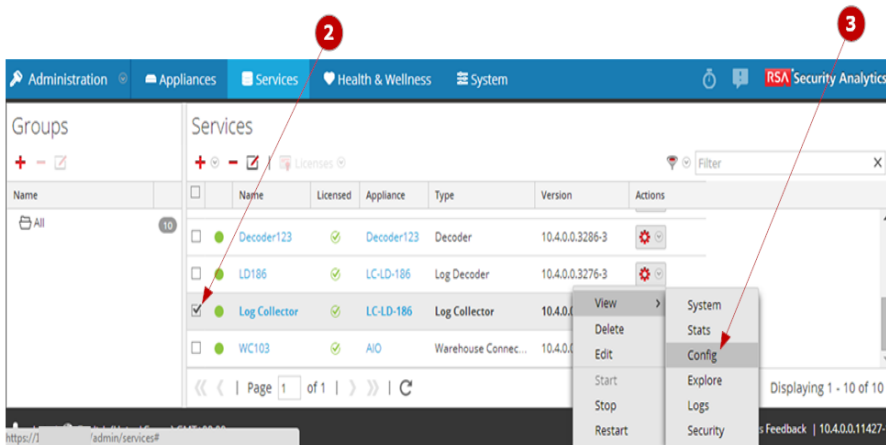 2
3
Administration Appliances Services Health & Wellness System RSA Security Analytics
Groups
Services
Licenses
Filter X
Name
Name Licensed Appliance Type Version Actions
All 10
Decoder123 Decoder123 Decoder 10.4.0.0.3286-3
LD186 LC-LD-186 Log Decoder 10.4.0.0.3276-3
Log Collector LC-LD-186 Log Collector 10.4.0
WC103 AIO Warehouse Connec... 10.4.0.0
View
Delete
Edit
Start
Stop
Restart
System
Stats
Config
Explore
Logs
Security
Page 1 of 1
Displaying 1 - 10 of 10
https://1 /admin/services#
s Feedback | 10.4.0.0.11427-